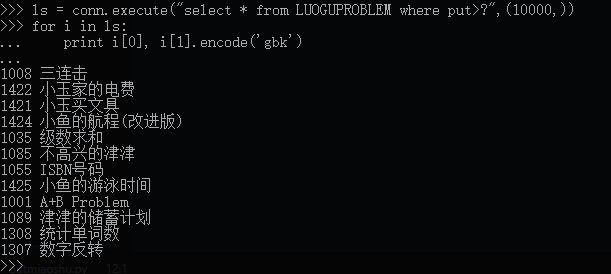 >>> ls = conn.execute("select * from LUOGUPROBLEM where put>?",(10000,))
>>> for i in ls:
...     print i[0], i[1].encode('gbk')
...
1008 三连击
1422 小玉家的电费
1421 小玉买文具
1424 小鱼的航程(改进版)
1035 级数求和
1085 不高兴的津津
1055 ISBN号码
1425 小鱼的游泳时间
1001 A+B Problem
1089 津津的储蓄计划
1308 统计单词数
1307 数字反转
>>>